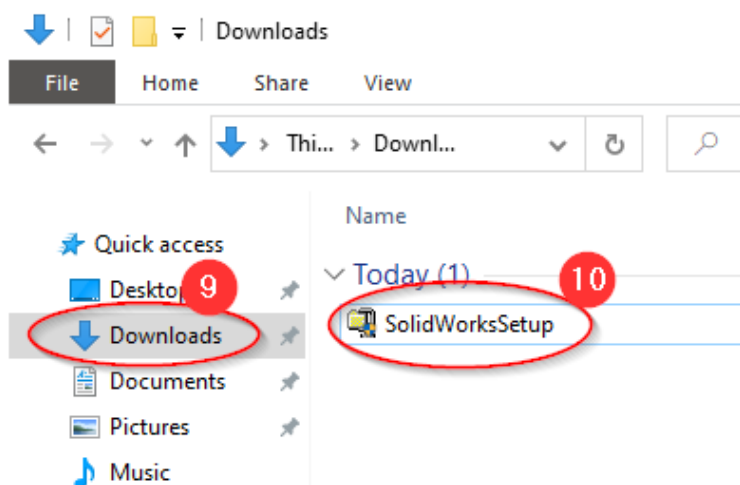 Downloads
File Home Share View
Thi... > Downl...
Name
Quick access
Today (1)
10
Desktop
9
SolidWorksSetup
Downloads
Documents
Pictures
Music